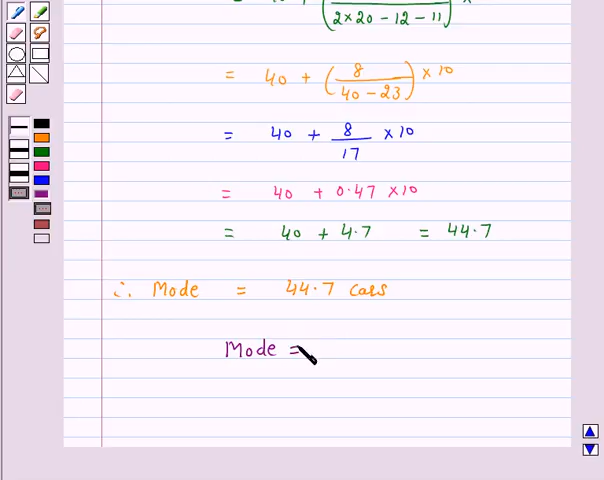 2×20 - 12 - 11
= 40 + (8 / 40 - 23) × 10
= 40 + 8/17 × 10
= 40 + 0.47 × 10
= 40 + 4.7 = 44.7
∴ Mode = 44.7 cars
Mode =